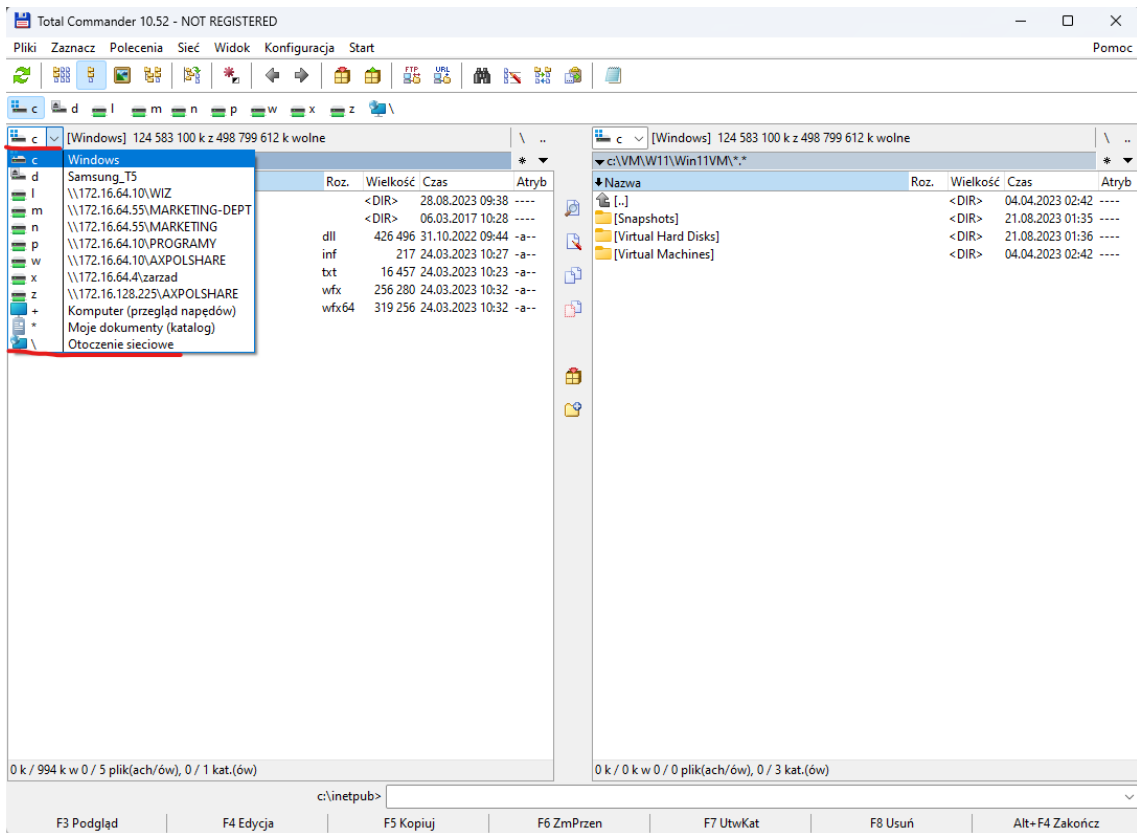 Total Commander 10.52 - NOT REGISTERED
Pliki Zaznacz Polecenia Sieć Widok Konfiguracja Start Pomoc
FTP URL
c d l m n p w x z \
c [Windows] 124 583 100 k z 498 799 612 k wolne \ .. c [Windows] 124 583 100 k z 498 799 612 k wolne \ ..
c Windows * c:\VM\W11\Win11VM\*.* *
d Samsung_T5 Roz. Wielkość Czas Atryb Nazwa Roz. Wielkość Czas Atryb
l \\172.16.64.10\WIZ <DIR> 28.08.2023 09:38 ---- [..] <DIR> 04.04.2023 02:42 ----
m \\172.16.64.55\MARKETING-DEPT <DIR> 06.03.2017 10:28 ---- [Snapshots] <DIR> 21.08.2023 01:35 ----
n \\172.16.64.55\MARKETING dll 426 496 31.10.2022 09:44 -a-- [Virtual Hard Disks] <DIR> 21.08.2023 01:36 ----
p \\172.16.64.10\PROGRAMY inf 217 24.03.2023 10:27 -a-- [Virtual Machines] <DIR> 04.04.2023 02:42 ----
w \\172.16.64.10\AXPOLSHARE
x \\172.16.64.4\zarzad txt 16 457 24.03.2023 10:23 -a--
z \\172.16.128.225\AXPOLSHARE wfx 256 280 24.03.2023 10:32 -a--
+ Komputer (przegląd napędów) wfx64 319 256 24.03.2023 10:32 -a--
* Moje dokumenty (katalog)
\ Otoczenie sieciowe
0 k / 994 k w 0 / 5 plik(ach/ów), 0 / 1 kat.(ów) 0 k / 0 k w 0 / 0 plik(ach/ów), 0 / 3 kat.(ów)
c:\inetpub>
F3 Podgląd F4 Edycja F5 Kopiuj F6 ZmPrzen F7 UtwKat F8 Usuń Alt+F4 Zakończ